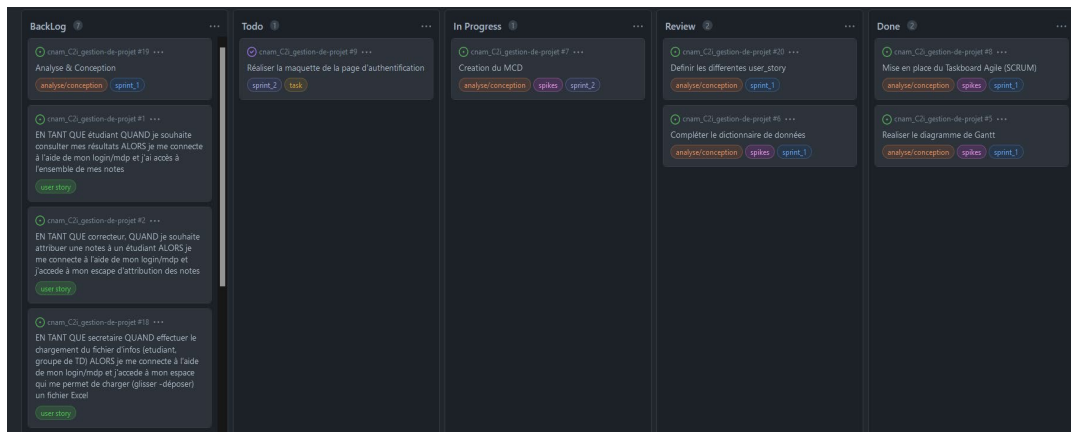 BackLog 7
cnam_C2i_gestion-de-projet #19
Analyse & Conception
analyse/conception sprint_1
cnam_C2i_gestion-de-projet #1
EN TANT QUE étudiant QUAND je souhaite
consulter mes résultats ALORS je me connecte
à l'aide de mon login/mdp et j'ai accès à
l'ensemble de mes notes
user story
cnam_C2i_gestion-de-projet #2
EN TANT QUE correcteur, QUAND je souhaite
attribuer une notes à un étudiant ALORS je
me connecte à l'aide de mon login/mdp et
j'accede à mon escape d'attribution des notes
user story
cnam_C2i_gestion-de-projet #18
EN TANT QUE secretaire QUAND effectuer le
chargement du fichier d'infos (etudiant,
groupe de TD) ALORS je me connecte à l'aide
de mon login/mdp et j'accede à mon espace
qui me permet de charger (glisser -déposer)
un fichier Excel
user story
Todo 1
cnam_C2i_gestion-de-projet #9
Réaliser la maquette de la page d'authentification
sprint_2 task
In Progress 1
cnam_C2i_gestion-de-projet #7
Creation du MCD
analyse/conception spikes sprint_2
Review 2
cnam_C2i_gestion-de-projet #20
Definir les differentes user_story
analyse/conception sprint_1
cnam_C2i_gestion-de-projet #6
Compléter le dictionnaire de données
analyse/conception spikes sprint_1
Done 2
cnam_C2i_gestion-de-projet #8
Mise en place du Taskboard Agile (SCRUM)
analyse/conception spikes sprint_1
cnam_C2i_gestion-de-projet #5
Realiser le diagramme de Gantt
analyse/conception spikes sprint_1